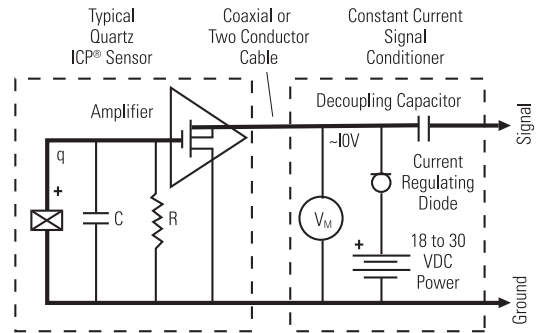 Typical
Quartz
ICP® Sensor
Coaxial or
Two Conductor
Cable
Constant Current
Signal
Conditioner
Amplifier
Decoupling Capacitor
Signal
~10V
q
+
C
R
VM
Current
Regulating
Diode
+
18 to 30
VDC
Power
Ground